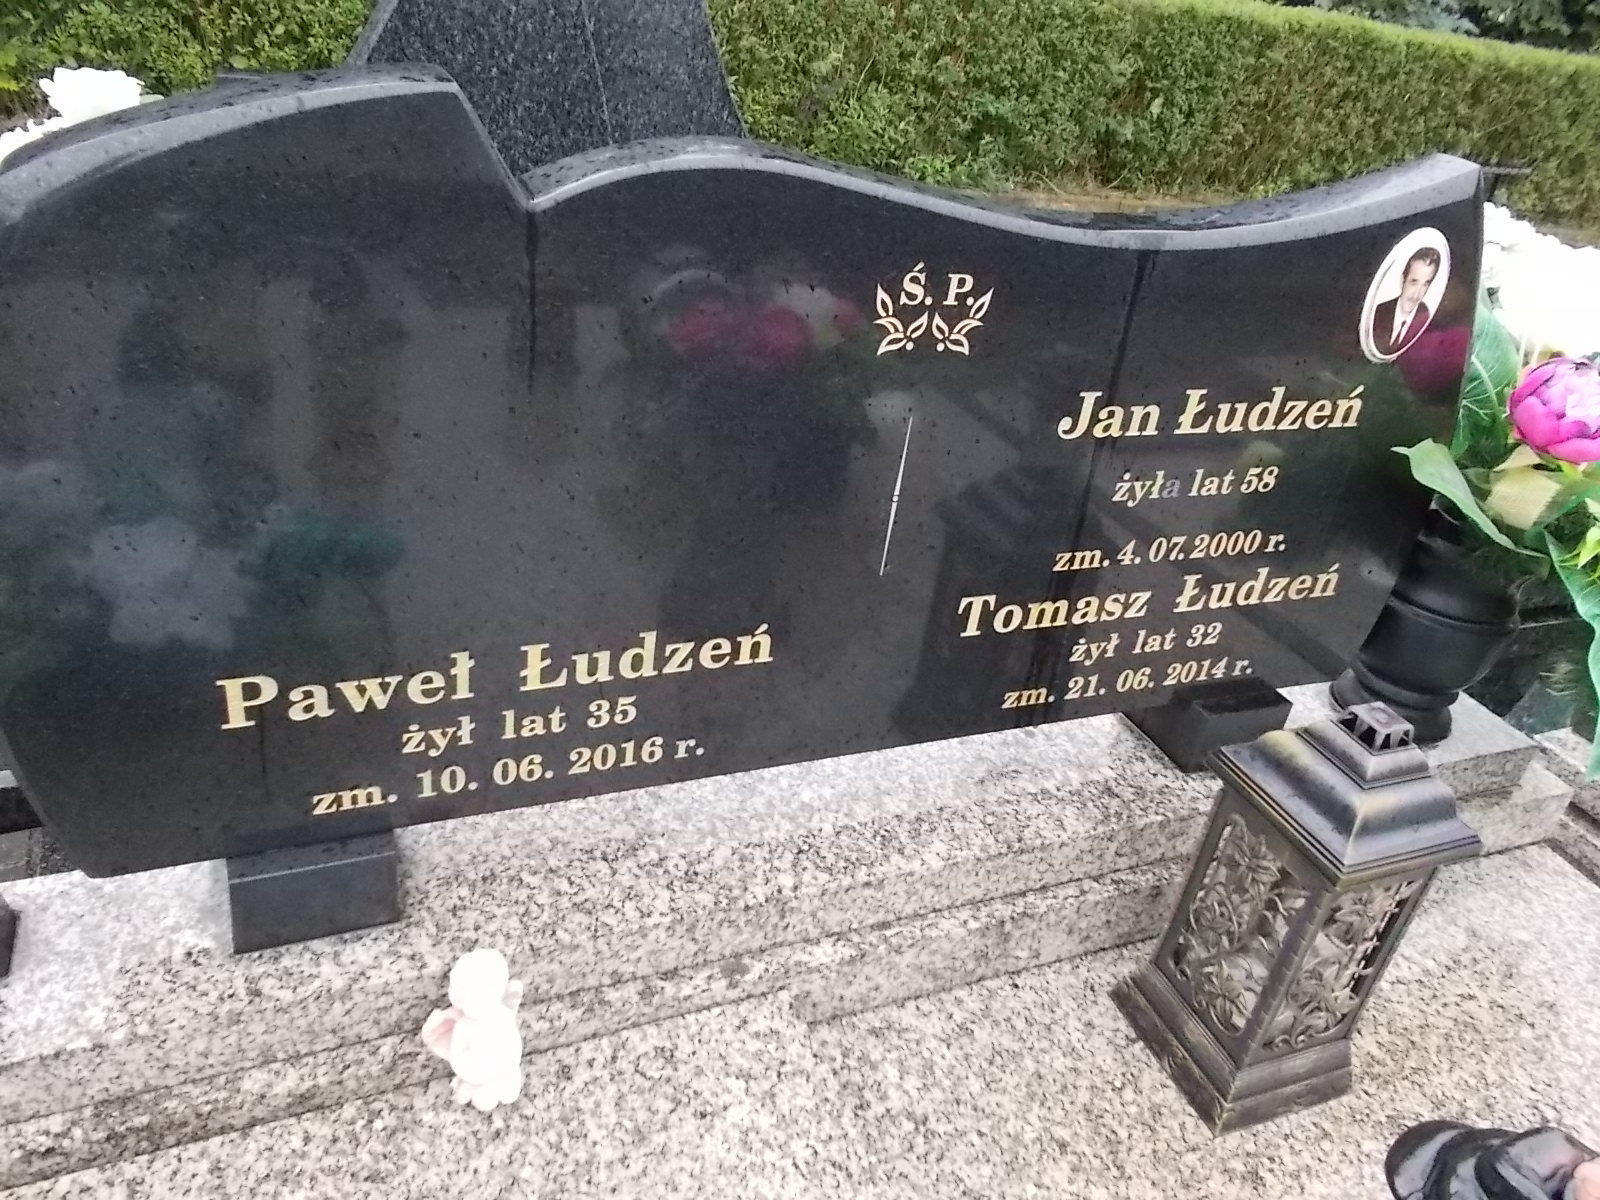 Ś. P.
Jan Łudzeń
żyła lat 58
zm. 4. 07. 2000 r.
Tomasz Łudzeń
żył lat 32
zm. 21. 06. 2014 r.
Paweł Łudzeń
żył lat 35
zm. 10. 06. 2016 r.